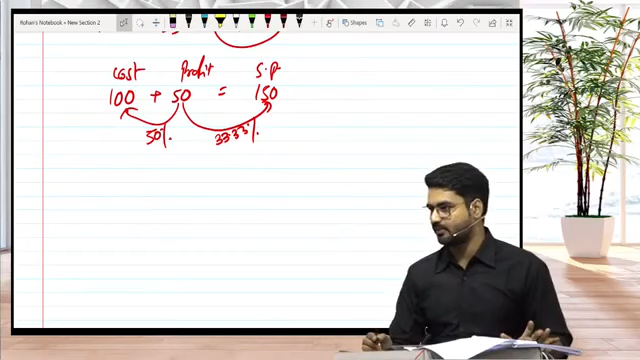 Rohan's Notebook • New Section 2
Shapes
Cost Profit S.P
100 + 50 = 150
50% 33.33%